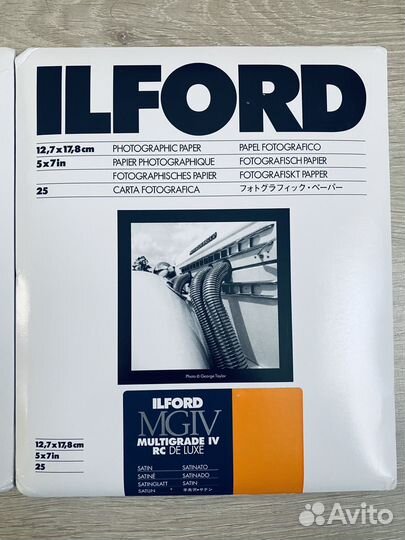 ILFORD
12,7 x 17,8 cm PHOTOGRAPHIC PAPER PAPEL FOTOGRAFICO
5 x 7 in PAPIER PHOTOGRAPHIQUE FOTOGRAFISCH PAPIER
FOTOGRAPHISCHES PAPIER FOTOGRAFISKT PAPPER
25 CARTA FOTOGRAFICA フォトグラフィック・ペーパー
Photo © George Taylor
ILFORD
MGIV
MULTIGRADE IV
RC DE LUXE
12,7 x 17,8 cm
5 x 7 in
25
SATIN SATINATO
SATINÉ SATINADO
SATINGLATT SATIN
SATIJN
Avito